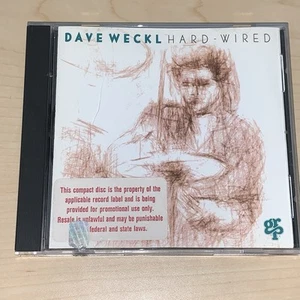 DAVE WECKL HARD-WIRED
This compact disc is the property of the
applicable record label and is being
provided for promotional use only.
Resale is unlawful and may be punishable
federal and state laws.
GRP